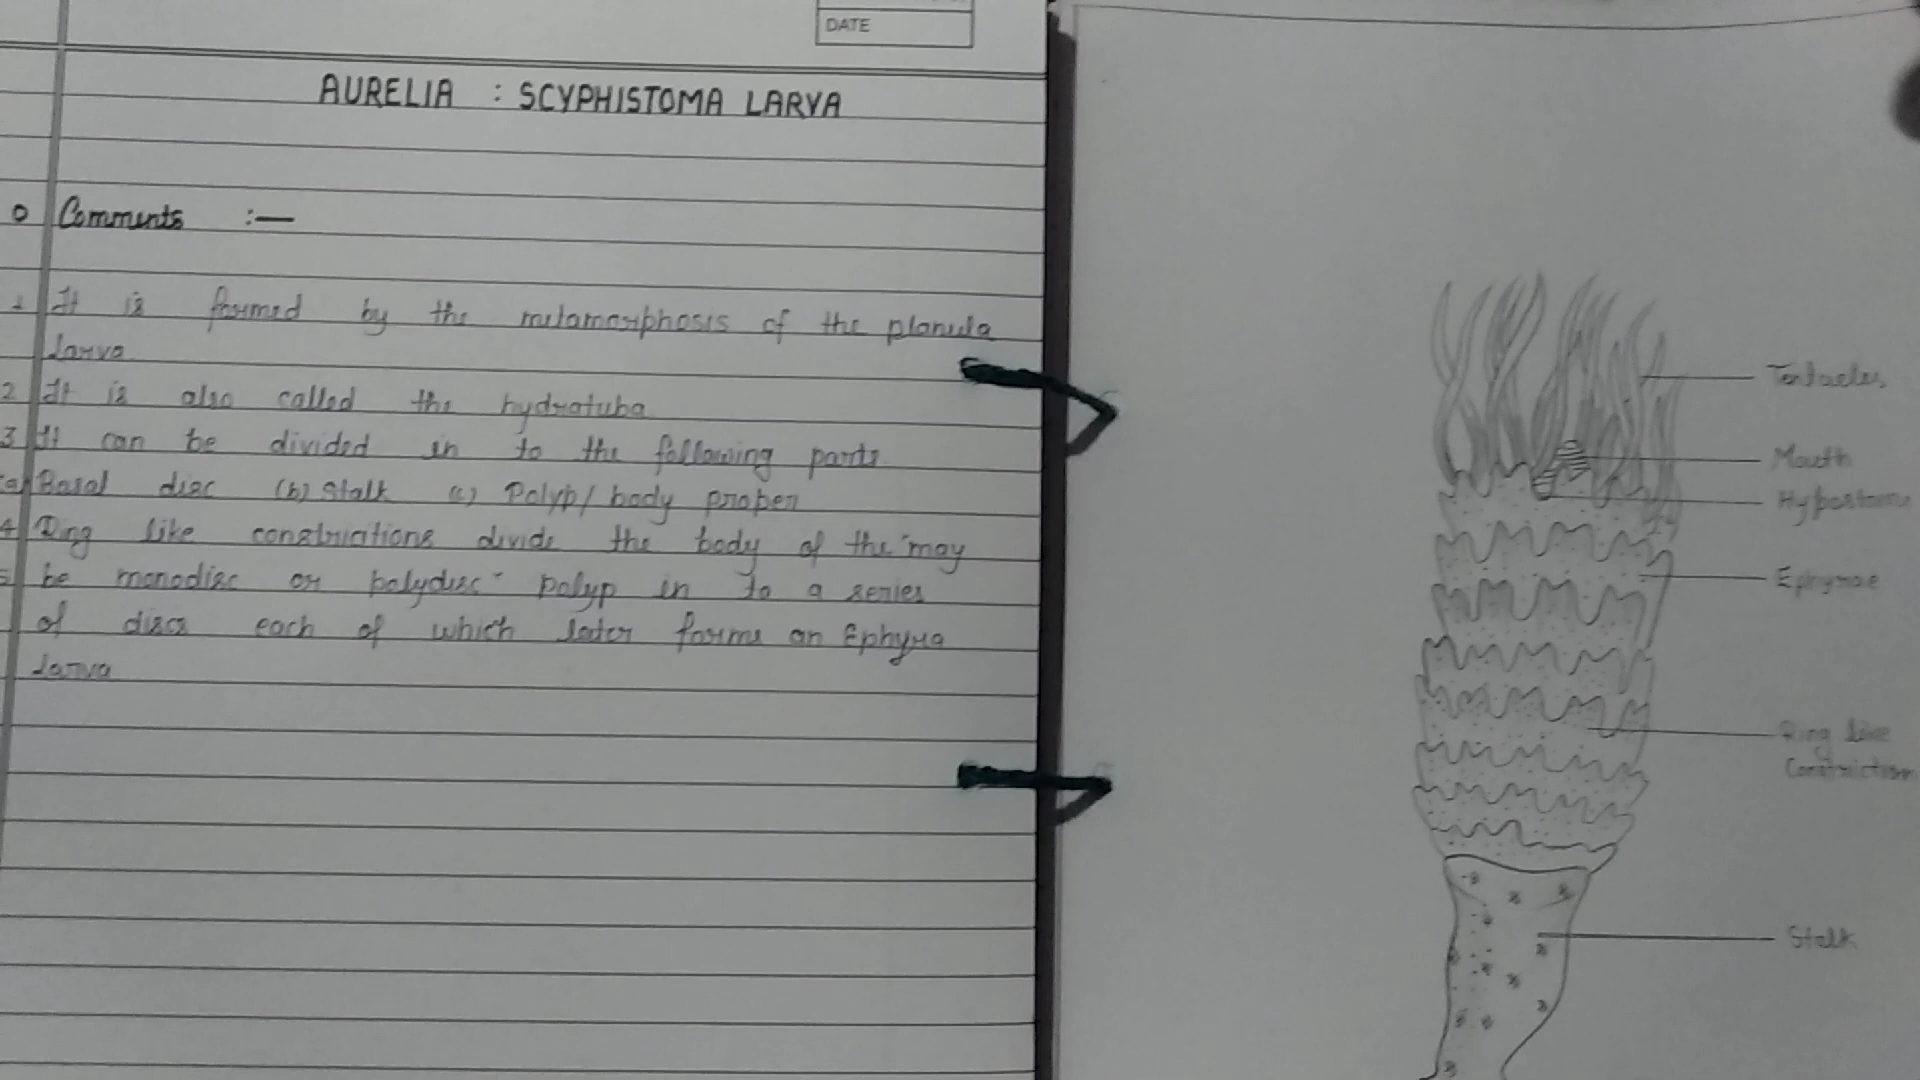 DATE
AURELIA : SCYPHISTOMA LARVA
Comments :—
1 It is formed by the metamorphosis of the planula
larva
2 It is also called the hydratuba
3 It can be divided in to the following parts
(a) Basal disc (b) Stalk (c) Polyp/ body proper
4 Ring like constrictions divide the body of the "may
5 be monodisc or polydisc" polyp in to a series
of discs each of which later forms an Ephyra
larva
Tentacles
Mouth
Hypostome
Ephyrae
Ring like
Constriction
Stalk